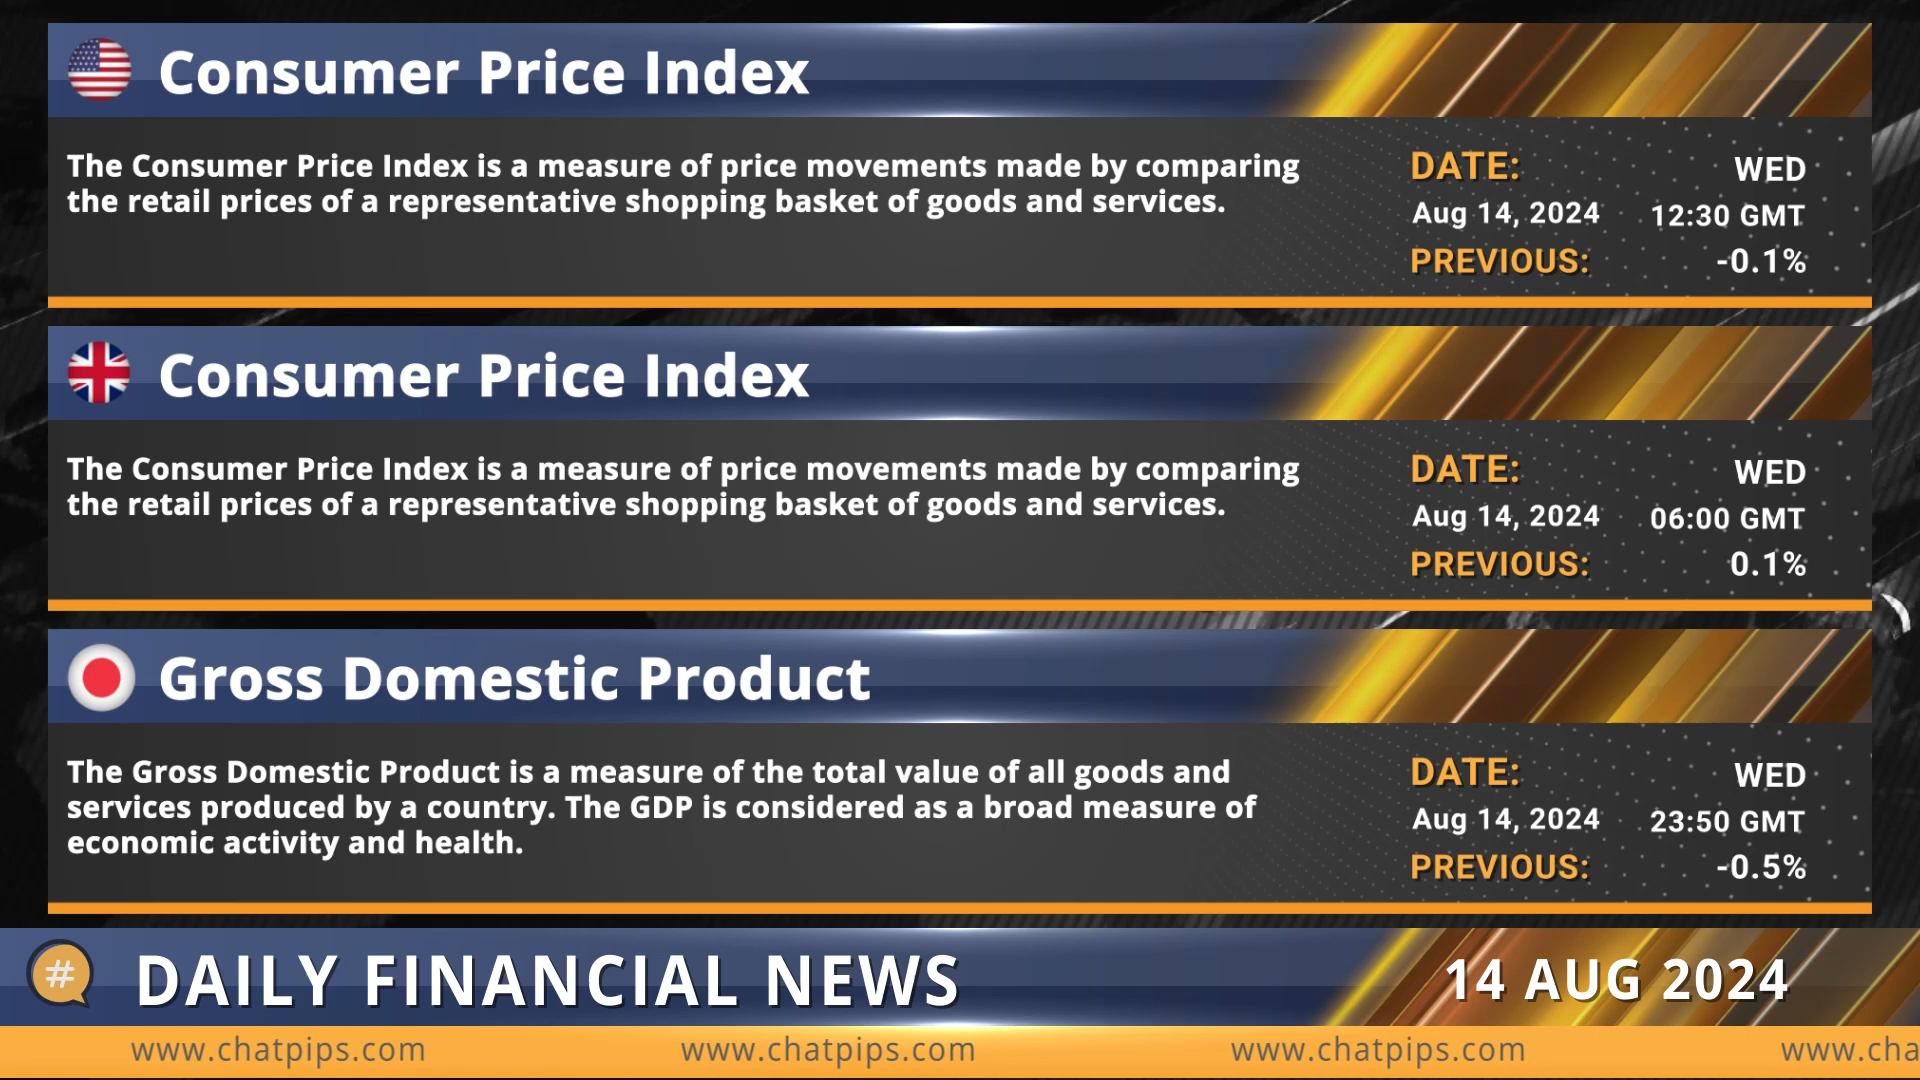 Consumer Price Index
The Consumer Price Index is a measure of price movements made by comparing
the retail prices of a representative shopping basket of goods and services.
DATE: WED
Aug 14, 2024 12:30 GMT
PREVIOUS: -0.1%
Consumer Price Index
The Consumer Price Index is a measure of price movements made by comparing
the retail prices of a representative shopping basket of goods and services.
DATE: WED
Aug 14, 2024 06:00 GMT
PREVIOUS: 0.1%
Gross Domestic Product
The Gross Domestic Product is a measure of the total value of all goods and
services produced by a country. The GDP is considered as a broad measure of
economic activity and health.
DATE: WED
Aug 14, 2024 23:50 GMT
PREVIOUS: -0.5%
# DAILY FINANCIAL NEWS 14 AUG 2024
www.chatpips.com www.chatpips.com www.chatpips.com www.cha